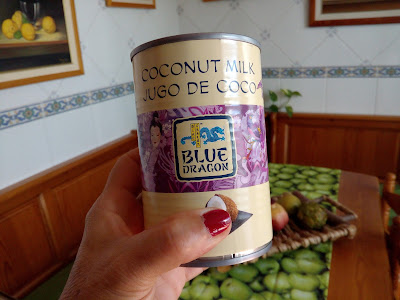 COCONUT MILK
JUGO DE COCO
BLUE
DRAGON